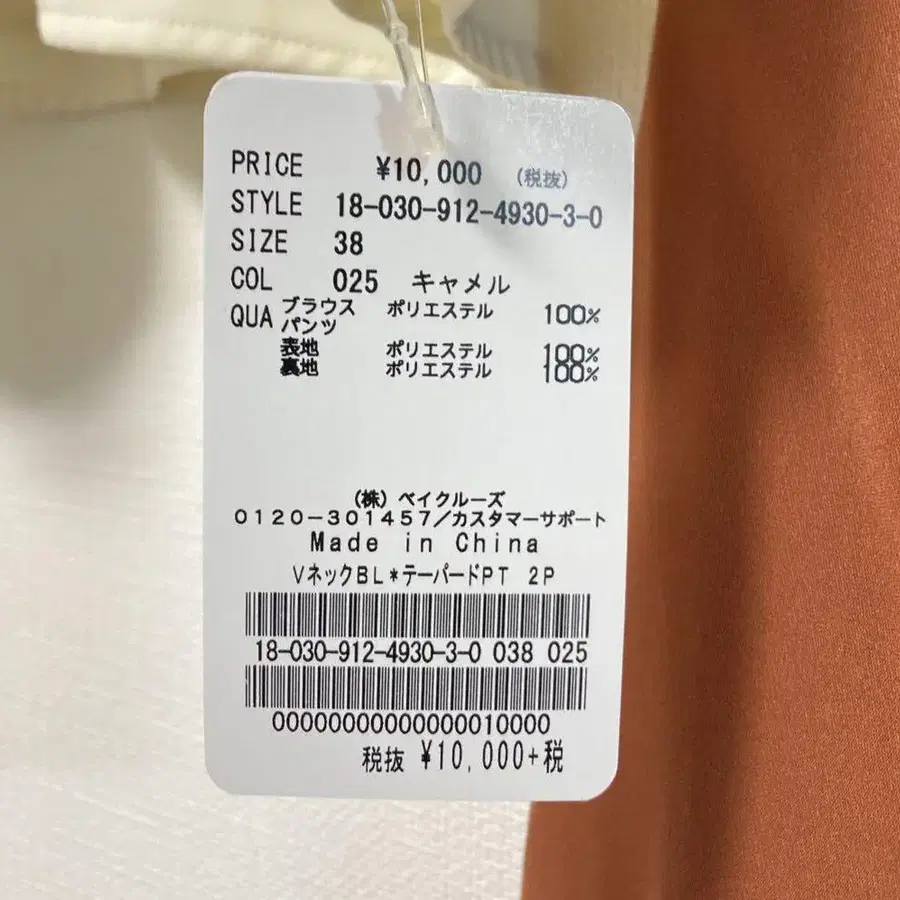 PRICE ¥10,000 (税抜)
STYLE 18-030-912-4930-3-0
SIZE 38
COL 025 キャメル
QUA ブラウス ポリエステル 100%
パンツ
表地 ポリエステル 100%
裏地 ポリエステル 100%
(株) ベイクルーズ
0120-301457/カスタマーサポート
Made in China
VネックBL*テーパードPT 2P
18-030-912-4930-3-0 038 025
00000000000000010000
税抜 ¥10,000+税